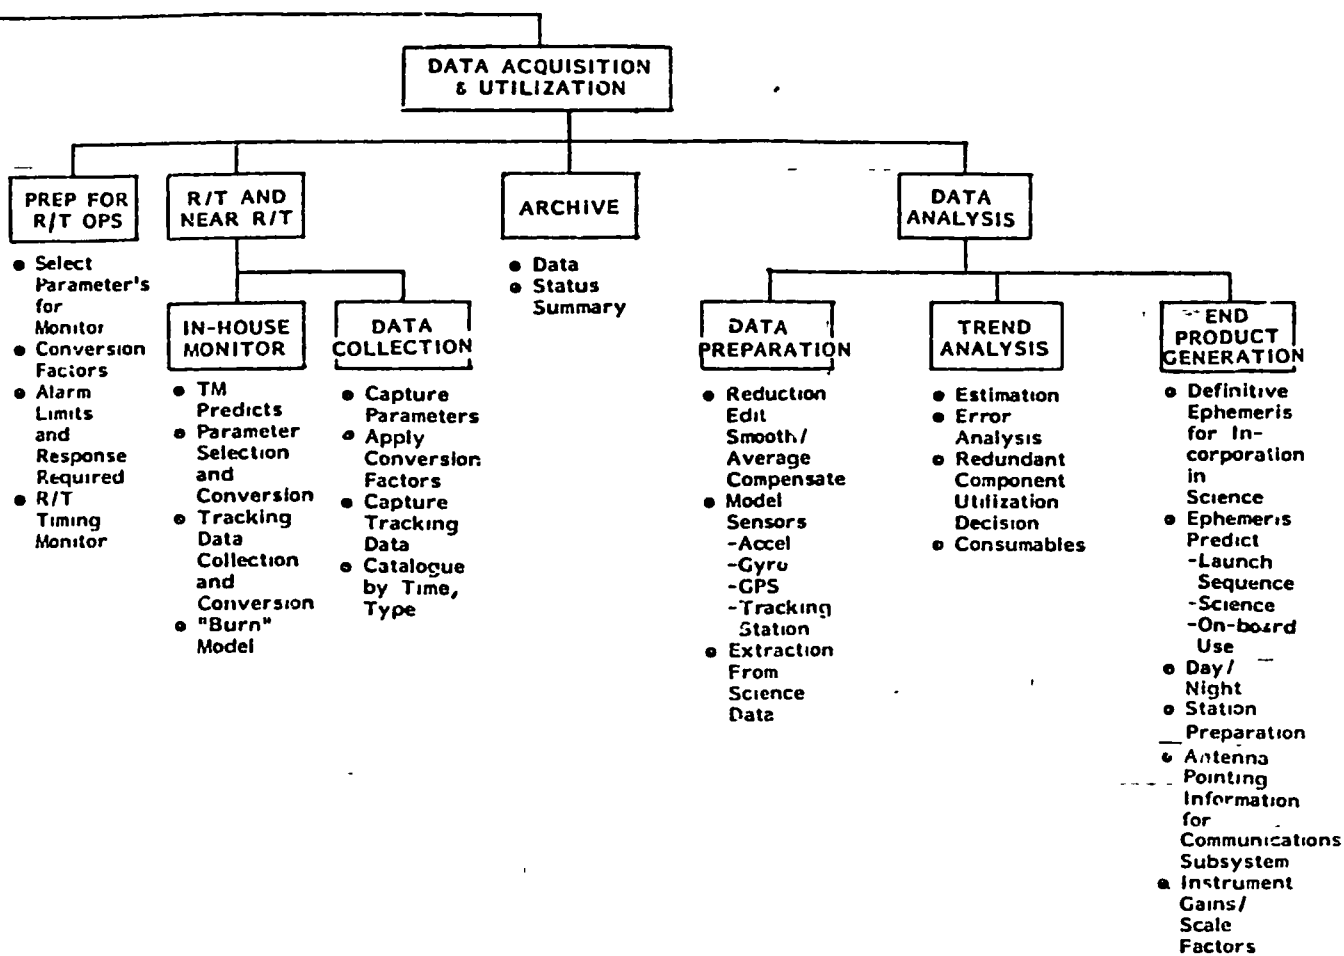 DATA ACQUISITION
& UTILIZATION
PREP FOR
R/T OPS
● Select
Parameter's
for
Monitor
● Conversion
Factors
● Alarm
Limits
and
Response
Required
● R/T
Timing
Monitor
R/T AND
NEAR R/T
IN-HOUSE
MONITOR
● TM
Predicts
● Parameter
Selection
and
Conversion
● Tracking
Data
Collection
and
Conversion
● "Burn"
Model
DATA
COLLECTION
● Capture
Parameters
● Apply
Conversion
Factors
● Capture
Tracking
Data
● Catalogue
by Time,
Type
ARCHIVE
● Data
● Status
Summary
DATA
ANALYSIS
DATA
PREPARATION
● Reduction
Edit
Smooth/
Average
Compensate
● Model
Sensors
-Accel
-Gyro
-GPS
-Tracking
Station
● Extraction
From
Science
Data
TREND
ANALYSIS
● Estimation
● Error
Analysis
● Redundant
Component
Utilization
Decision
● Consumables
END
PRODUCT
GENERATION
● Definitive
Ephemeris
for In-
corporation
in
Science
● Ephemeris
Predict
-Launch
Sequence
-Science
-On-board
Use
● Day/
Night
● Station
Preparation
● Antenna
Pointing
Information
for
Communications
Subsystem
● Instrument
Gains/
Scale
Factors